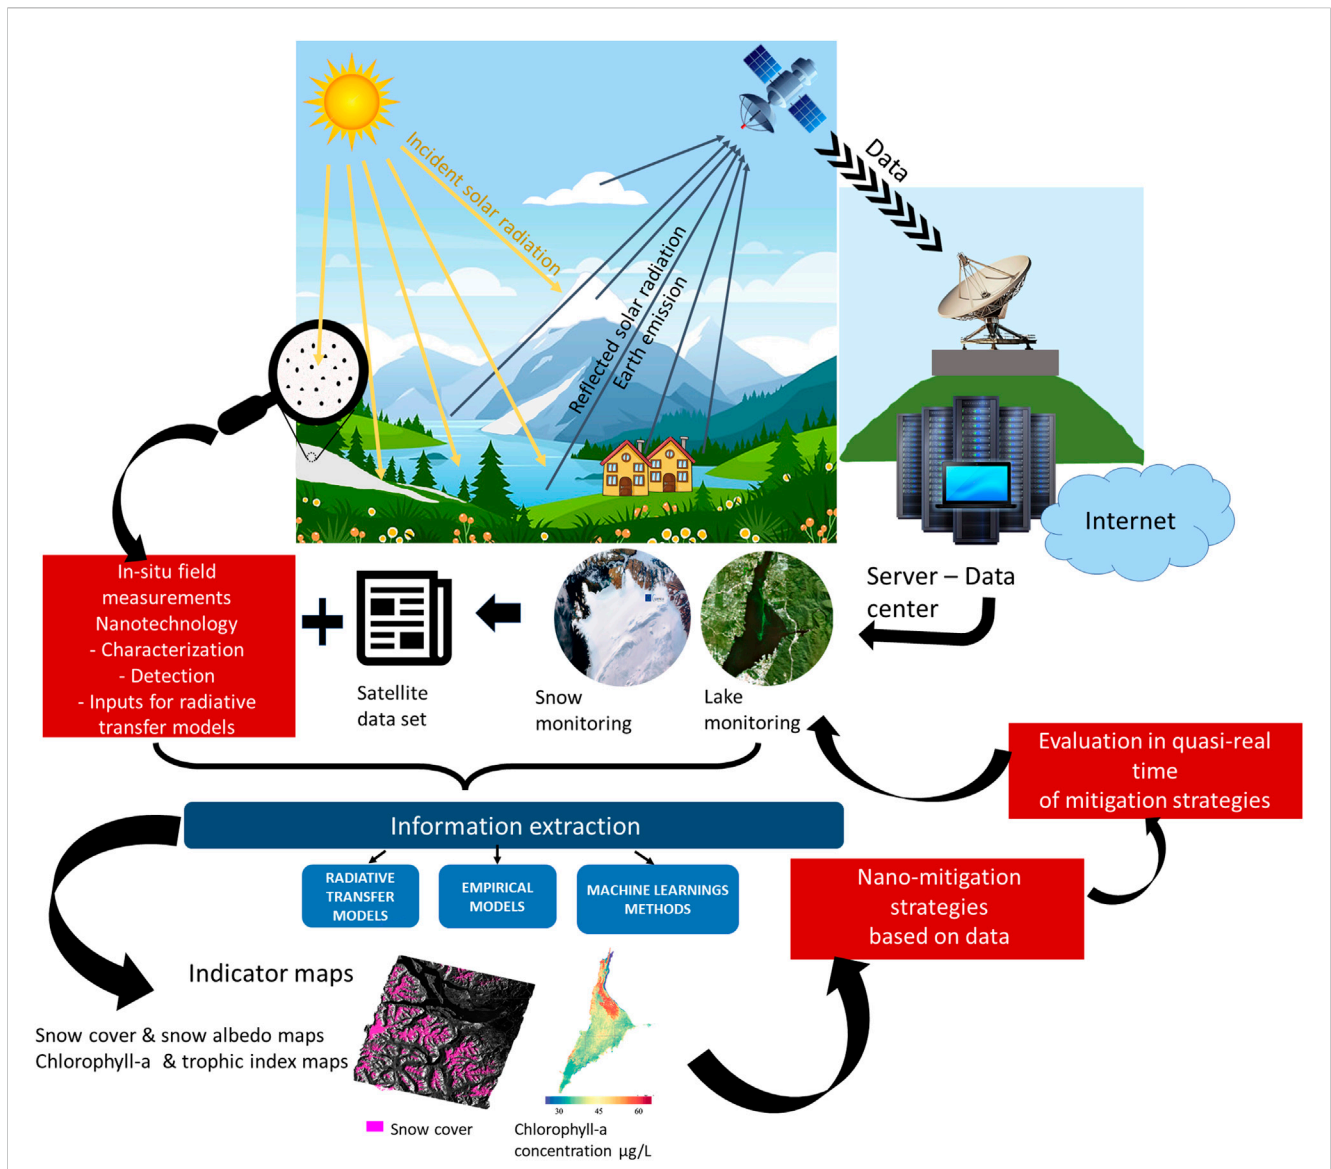 Incident solar radiation
Reflected solar radiation
Earth emission
Data
Internet
Server – Data
center
In-situ field
measurements
Nanotechnology
- Characterization
- Detection
- Inputs for radiative
transfer models
Satellite
data set
Snow
monitoring
Lake
monitoring
Evaluation in quasi-real
time
of mitigation strategies
Information extraction
RADIATIVE
TRANSFER
MODELS
EMPIRICAL
MODELS
MACHINE LEARNINGS
METHODS
Nano-mitigation
strategies
based on data
Indicator maps
Snow cover & snow albedo maps
Chlorophyll-a & trophic index maps
30 45 60
Snow cover
Chlorophyll-a
concentration µg/L